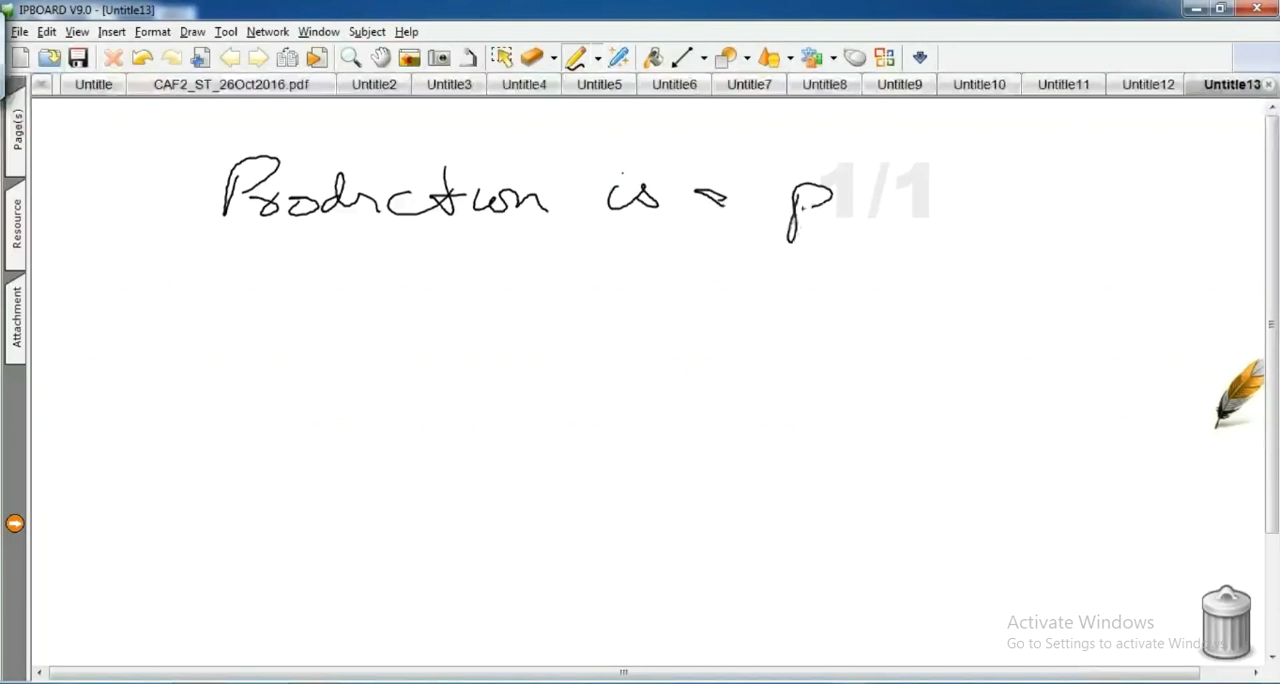 IPBOARD V9.0 - [Untitle13]
File Edit View Insert Format Draw Tool Network Window Subject Help
Untitle CAF2_ST_26Oct2016.pdf Untitle2 Untitle3 Untitle4 Untitle5 Untitle6 Untitle7 Untitle8 Untitle9 Untitle10 Untitle11 Untitle12 Untitle13
Page(s)
Resource
Attachment
Production is a p
1/1
Activate Windows
Go to Settings to activate Windows